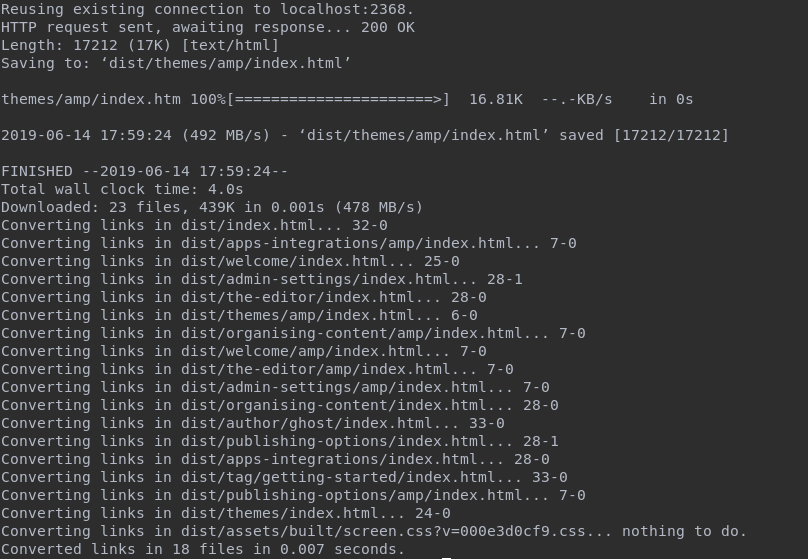 Reusing existing connection to localhost:2368.
HTTP request sent, awaiting response... 200 OK
Length: 17212 (17K) [text/html]
Saving to: ‘dist/themes/amp/index.html’
themes/amp/index.htm 100%[======================>]  16.81K  --.-KB/s    in 0s
2019-06-14 17:59:24 (492 MB/s) - ‘dist/themes/amp/index.html’ saved [17212/17212]
FINISHED --2019-06-14 17:59:24--
Total wall clock time: 4.0s
Downloaded: 23 files, 439K in 0.001s (478 MB/s)
Converting links in dist/index.html... 32-0
Converting links in dist/apps-integrations/amp/index.html... 7-0
Converting links in dist/welcome/index.html... 25-0
Converting links in dist/admin-settings/index.html... 28-1
Converting links in dist/the-editor/index.html... 28-0
Converting links in dist/themes/amp/index.html... 6-0
Converting links in dist/organising-content/amp/index.html... 7-0
Converting links in dist/welcome/amp/index.html... 7-0
Converting links in dist/the-editor/amp/index.html... 7-0
Converting links in dist/admin-settings/amp/index.html... 7-0
Converting links in dist/organising-content/index.html... 28-0
Converting links in dist/author/ghost/index.html... 33-0
Converting links in dist/publishing-options/index.html... 28-1
Converting links in dist/apps-integrations/index.html... 28-0
Converting links in dist/tag/getting-started/index.html... 33-0
Converting links in dist/publishing-options/amp/index.html... 7-0
Converting links in dist/themes/index.html... 24-0
Converting links in dist/assets/built/screen.css?v=000e3d0cf9.css... nothing to do.
Converted links in 18 files in 0.007 seconds.